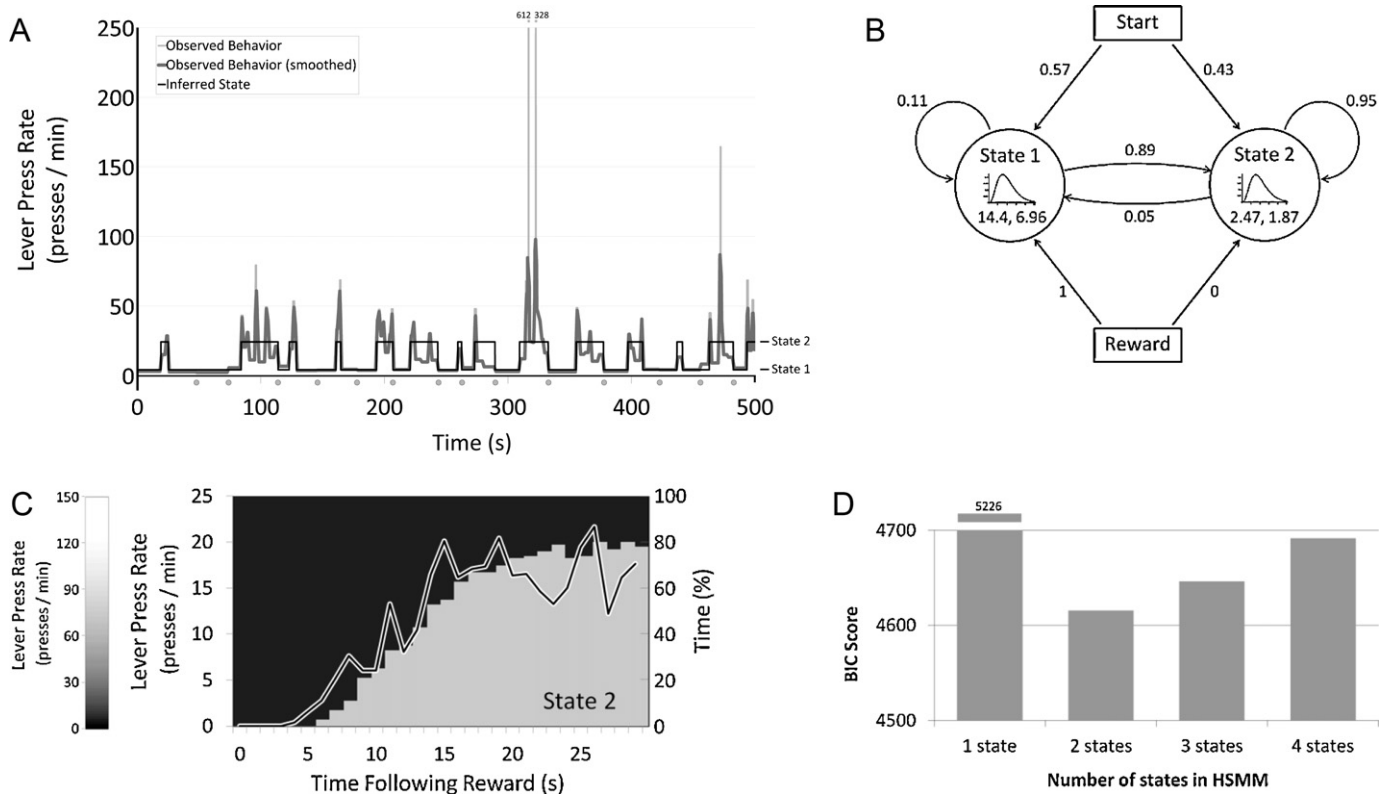 A
612 328
250
200
150
100
50
0
Lever Press Rate
(presses / min)
Observed Behavior
Observed Behavior (smoothed)
Inferred State
State 2
State 1
0 100 200 300 400 500
Time (s)
B
Start
0.57 0.43
0.11 0.95
State 1 0.89 State 2
14.4, 6.96 0.05 2.47, 1.87
1 0
Reward
C
Lever Press Rate
(presses / min)
150
120
90
60
30
0
Lever Press Rate
(presses / min)
25
20
15
10
5
0
State 2
100
80
60
40
20
0
Time (%)
0 5 10 15 20 25
Time Following Reward (s)
D
5226
4700
4600
4500
BIC Score
1 state 2 states 3 states 4 states
Number of states in HSMM